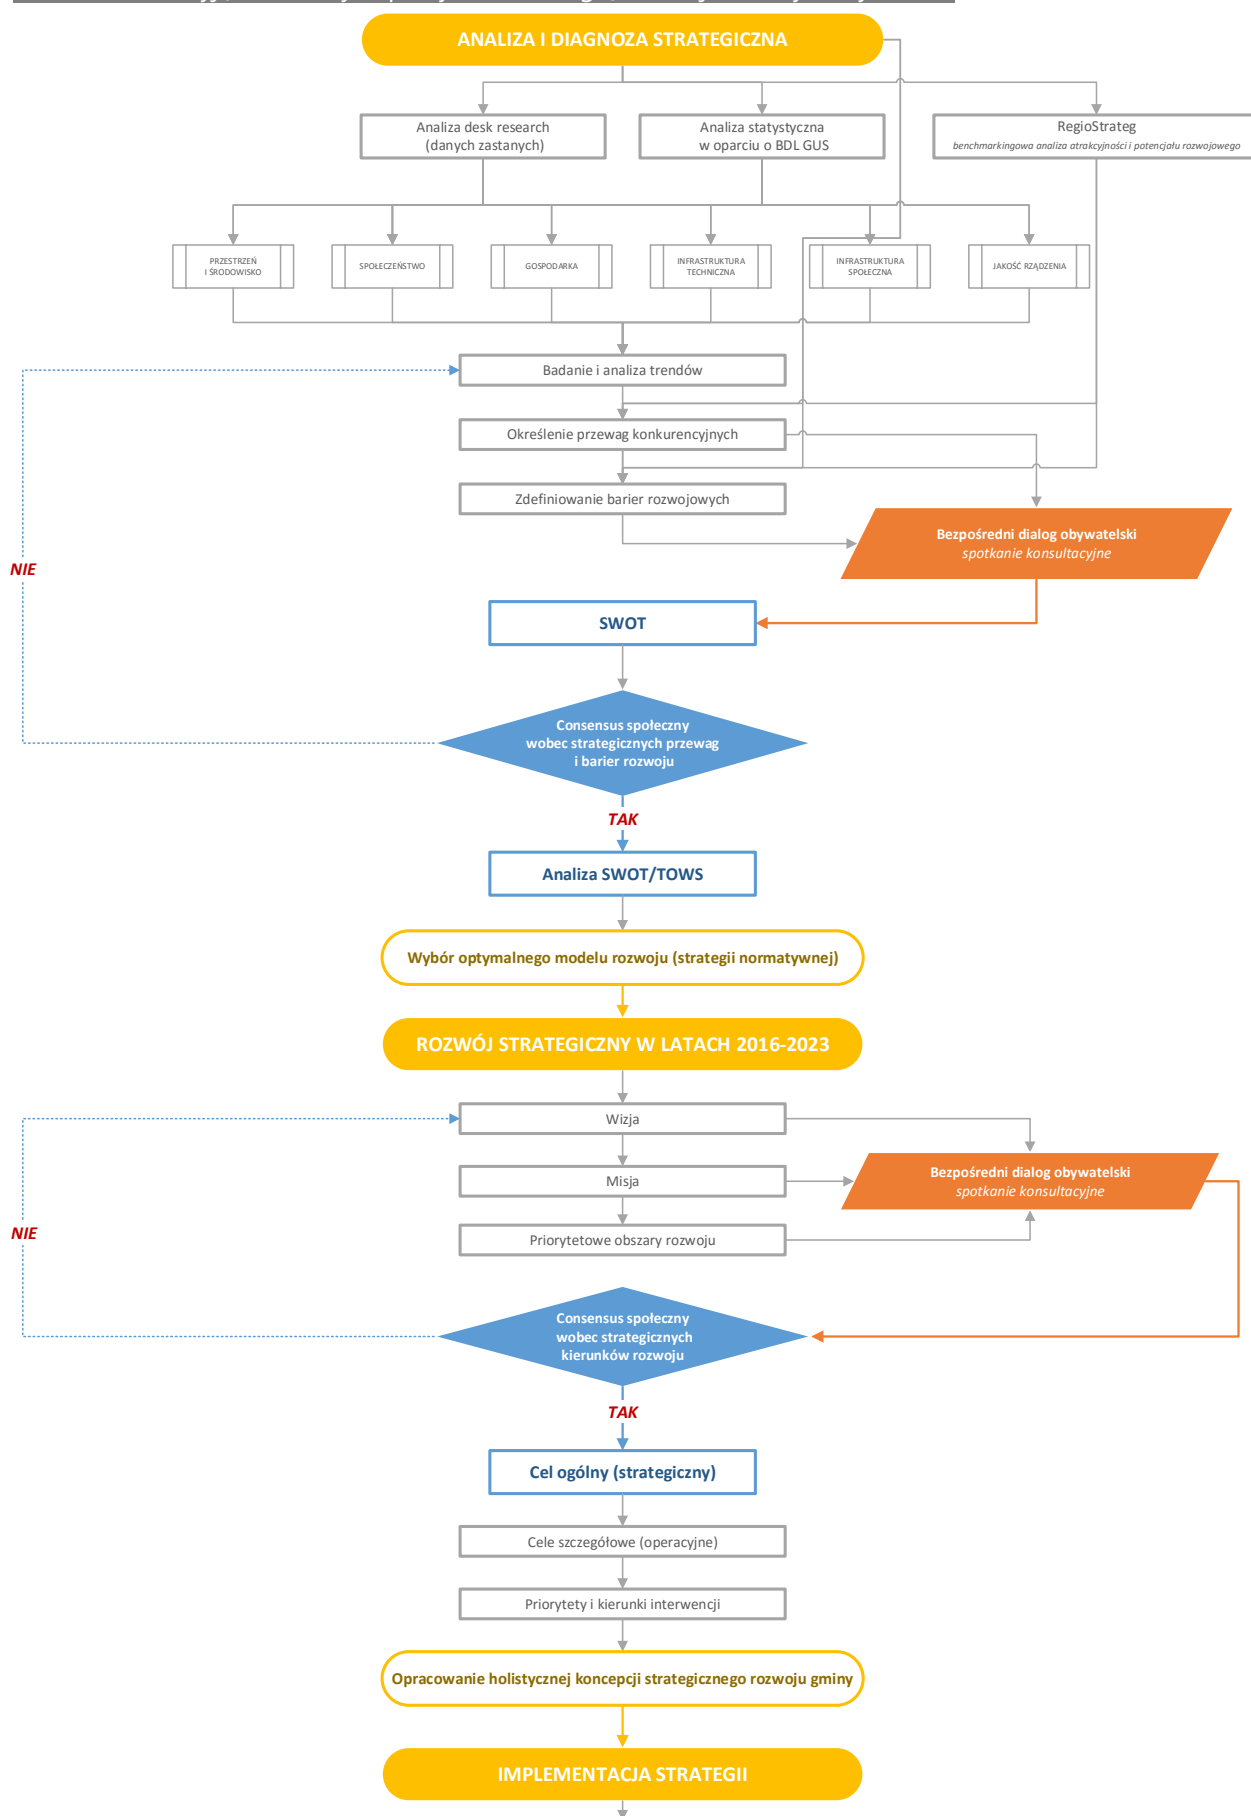 ANALIZA I DIAGNOZA STRATEGICZNA
Analiza desk research
(danych zastanych)
Analiza statystyczna
w oparciu o BDL GUS
RegioStrateg
benchmarkingowa analiza atrakcyjności i potencjału rozwojowego
PRZESTRZEŃ
I ŚRODOWISKO
SPOŁECZEŃSTWO
GOSPODARKA
INFRASTRUKTURA
TECHNICZNA
INFRASTRUKTURA
SPOŁECZNA
JAKOŚĆ RZĄDZENIA
Badanie i analiza trendów
Określenie przewag konkurencyjnych
Zdefiniowanie barier rozwojowych
Bezpośredni dialog obywatelski
spotkanie konsultacyjne
NIE
SWOT
Consensus społeczny
wobec strategicznych przewag
i barier rozwoju
TAK
Analiza SWOT/TOWS
Wybór optymalnego modelu rozwoju (strategii normatywnej)
ROZWÓJ STRATEGICZNY W LATACH 2016-2023
Wizja
Misja
Bezpośredni dialog obywatelski
spotkanie konsultacyjne
NIE
Priorytetowe obszary rozwoju
Consensus społeczny
wobec strategicznych
kierunków rozwoju
TAK
Cel ogólny (strategiczny)
Cele szczegółowe (operacyjne)
Priorytety i kierunki interwencji
Opracowanie holistycznej koncepcji strategicznego rozwoju gminy
IMPLEMENTACJA STRATEGII